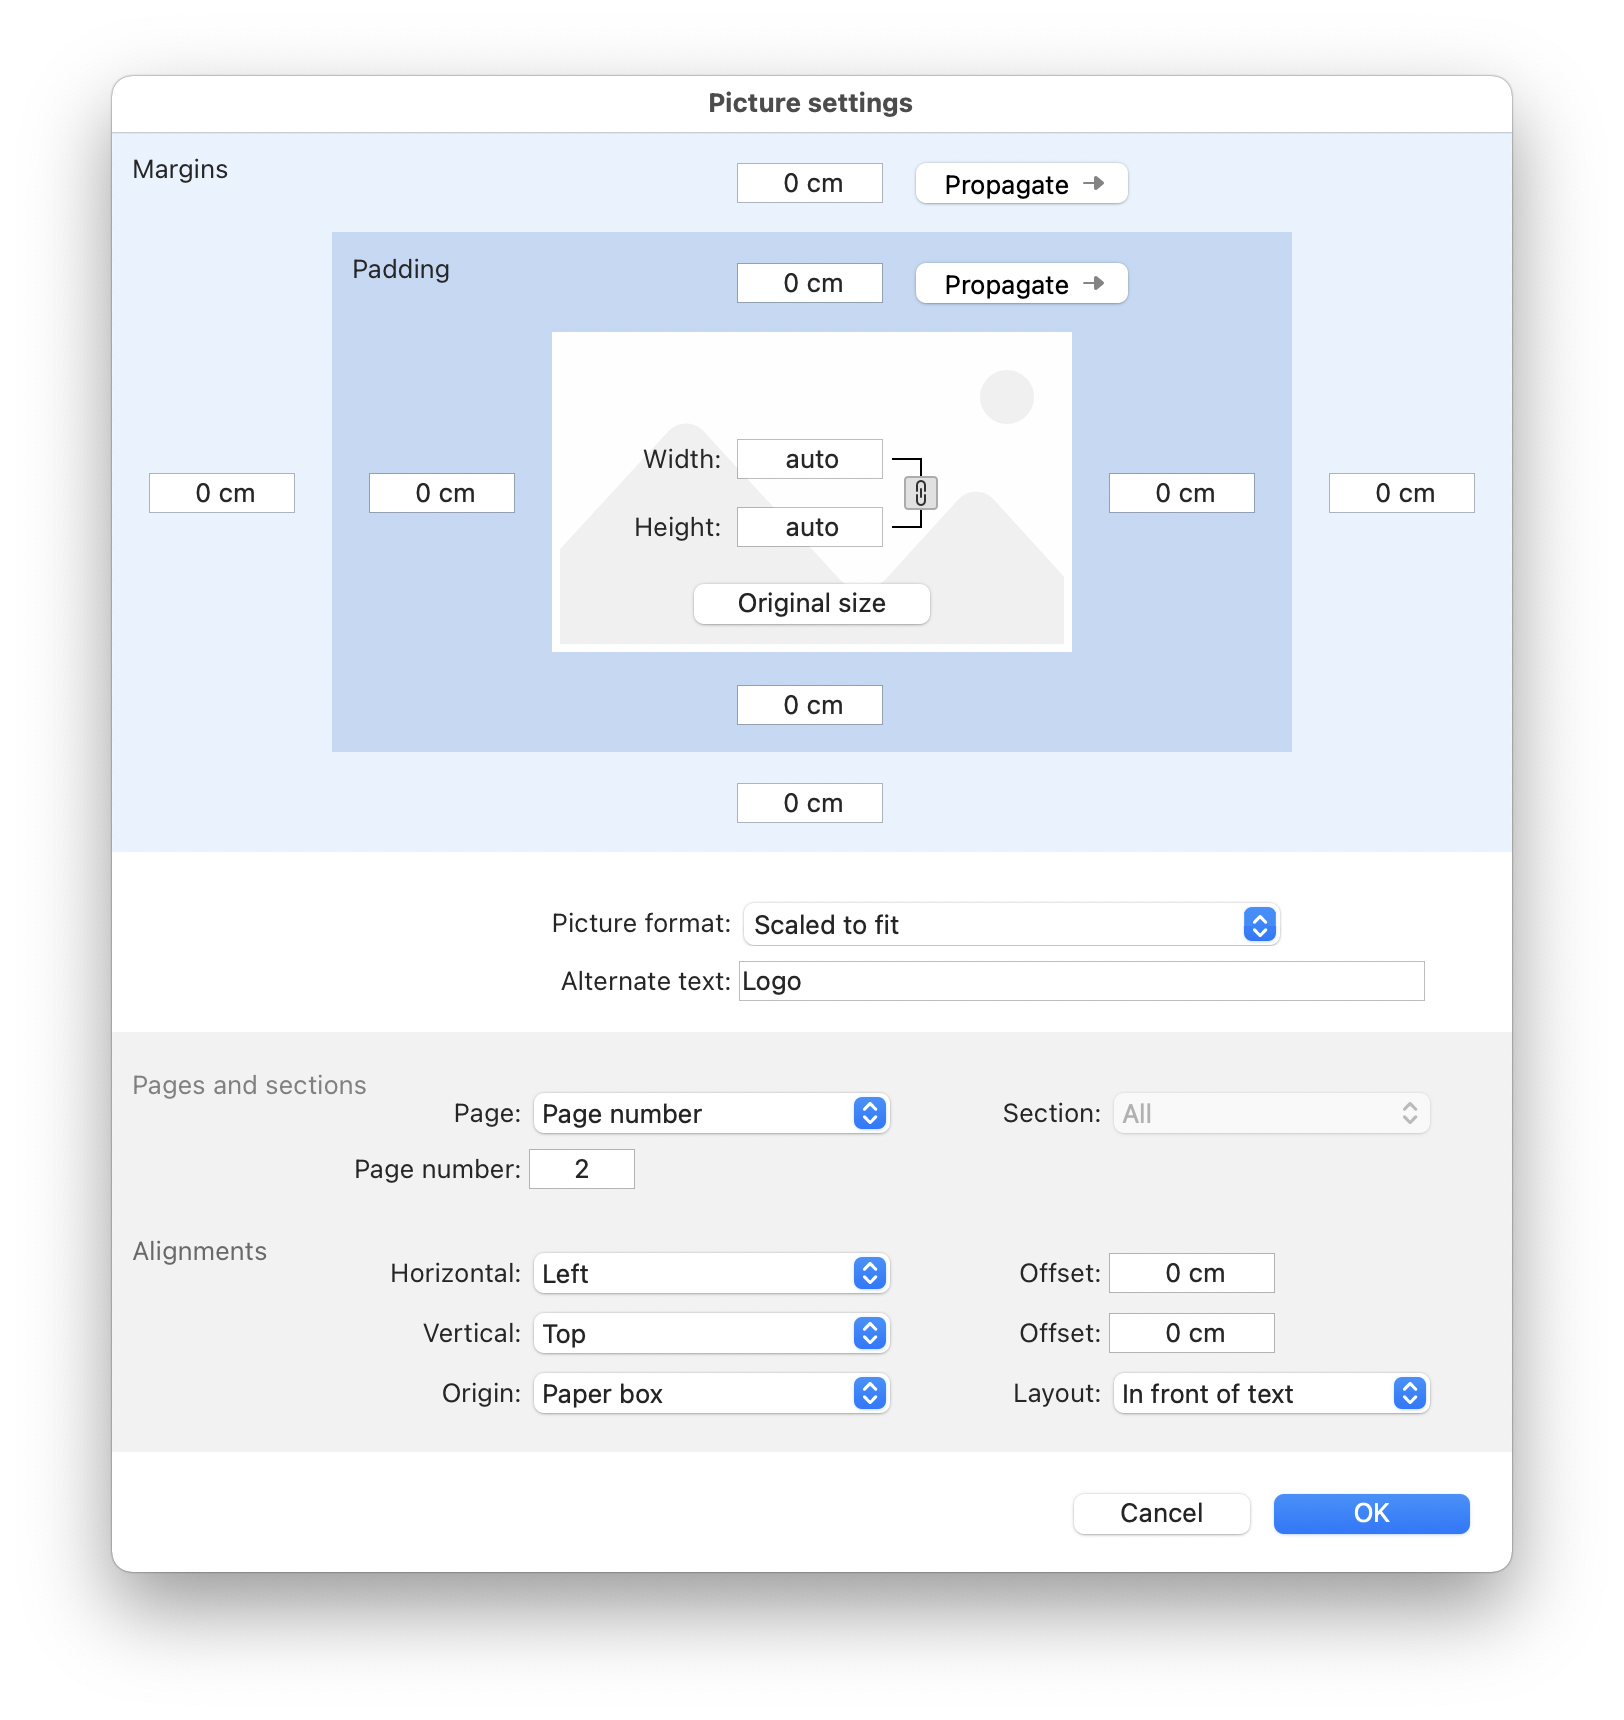 Picture settings
Margins
0 cm
Propagate
Padding
0 cm
Propagate
Width: auto
0 cm
0 cm
0 cm
0 cm
Height: auto
Original size
0 cm
0 cm
Picture format: Scaled to fit
Alternate text: Logo
Pages and sections
Page: Page number
Section: All
Page number: 2
Alignments
Horizontal: Left
Offset: 0 cm
Vertical: Top
Offset: 0 cm
Origin: Paper box
Layout: In front of text
Cancel
OK